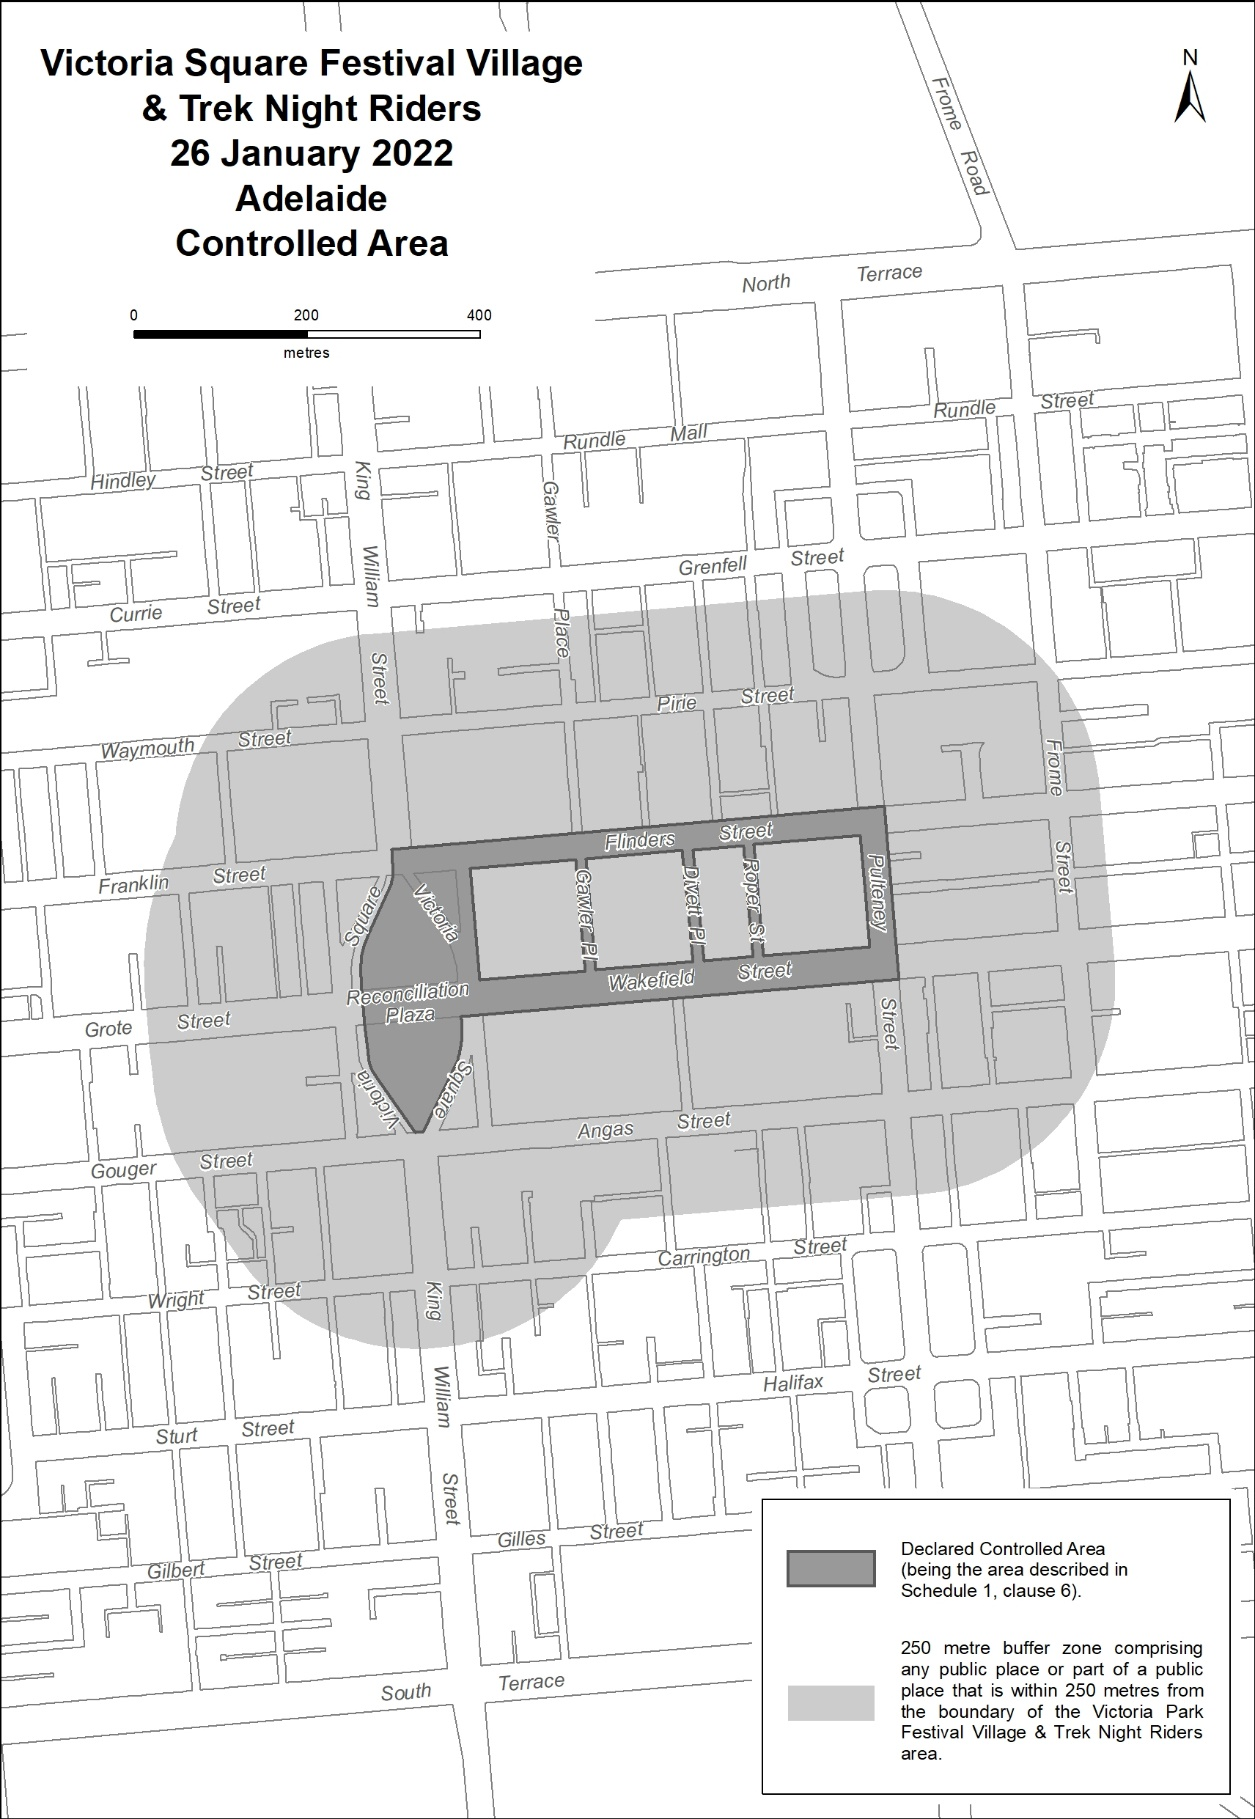 Victoria Square Festival Village
& Trek Night Riders
26 January 2022
Adelaide
Controlled Area
N
0 200 400
metres
Frome Road
North Terrace
Rundle Street
Rundle Mall
Hindley Street
King William Street
Gawler Place
Grenfell Street
Currie Street
Pirie Street
Waymouth Street
Frome Street
Flinders Street
Franklin Street
Victoria Square
Gawler Pl
Divett Pl
Roper St
Pulteney Street
Wakefield Street
Reconciliation
Plaza
Grote Street
Victoria Square
Angas Street
Gouger Street
Carrington Street
Wright Street
King William Street
Halifax Street
Sturt Street
Gilles Street
Gilbert Street
South Terrace
Declared Controlled Area
(being the area described in
Schedule 1, clause 6).
250 metre buffer zone comprising
any public place or part of a public
place that is within 250 metres from
the boundary of the Victoria Park
Festival Village & Trek Night Riders
area.